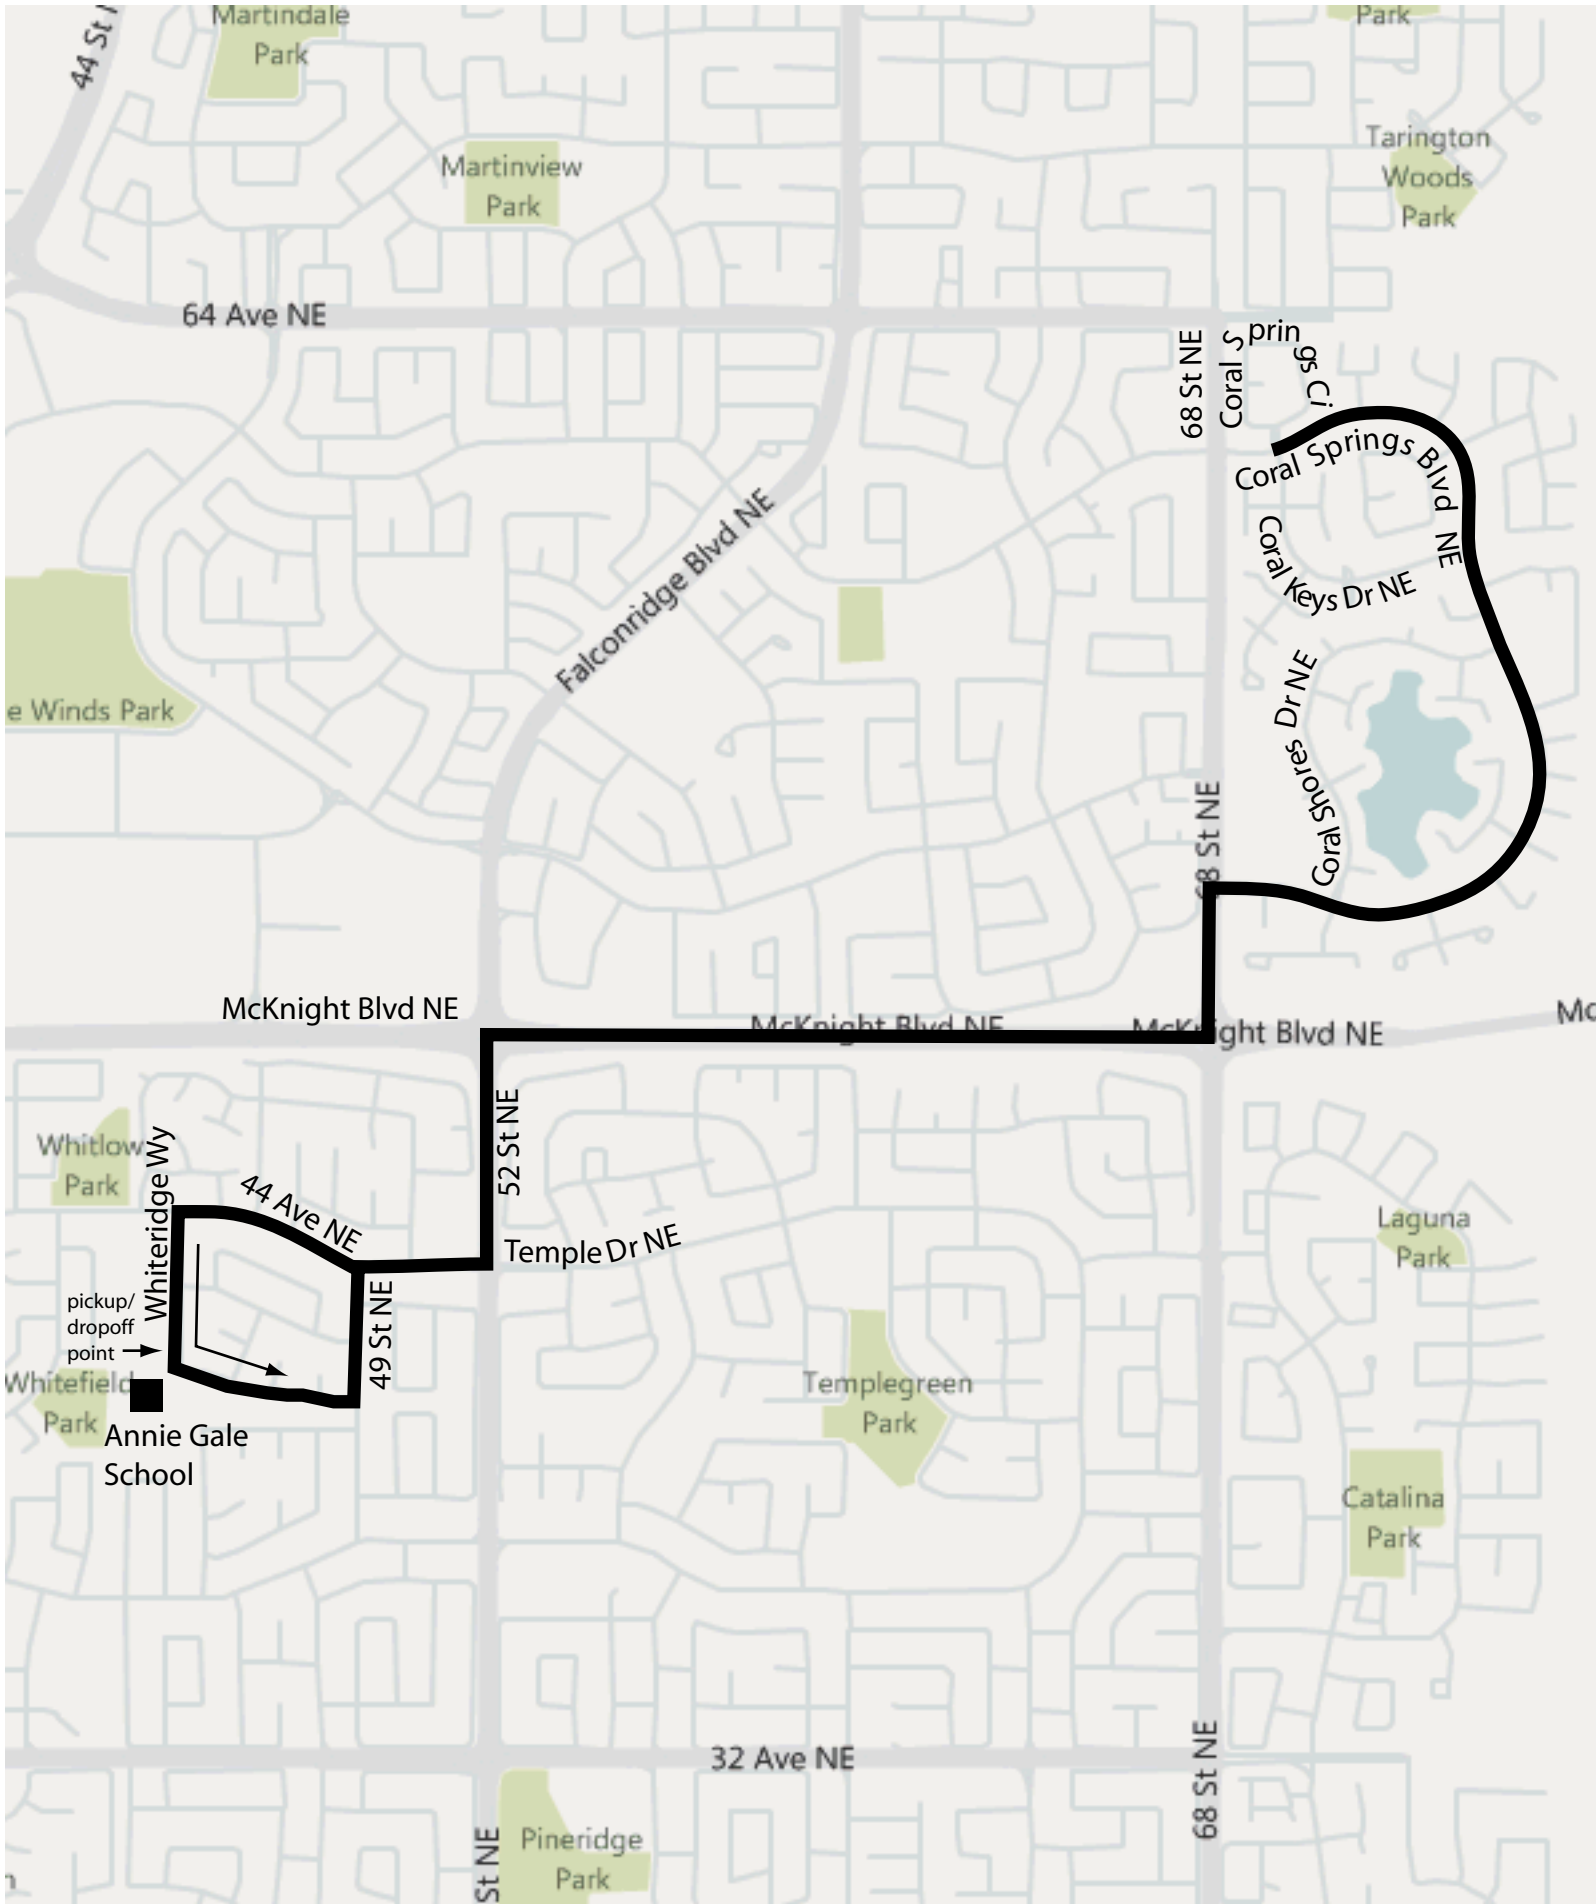 Martindale
Park
Park
44 St
Tarington
Woods
Park
Martinview
Park
64 Ave NE
68 St NE
Coral Springs Ci
Coral Springs Blvd NE
Falconridge Blvd NE
Coral Keys Dr NE
Coral Shores Dr NE
e Winds Park
68 St NE
McKnight Blvd NE
McKnight Blvd NE
McKnight Blvd NE
Mc
52 St NE
Whitlow
Park
Whiteridge Wy
44 Ave NE
Temple Dr NE
Laguna
Park
pickup/
dropoff
point
49 St NE
Whitefield
Park
Templegreen
Park
Annie Gale
School
Catalina
Park
32 Ave NE
68 St NE
St NE
Pineridge
Park